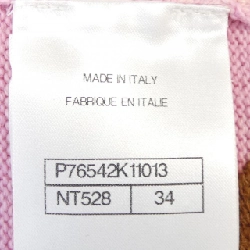 MADE IN ITALY
FABRIQUE EN ITALIE
P76542K11013
NT528 34